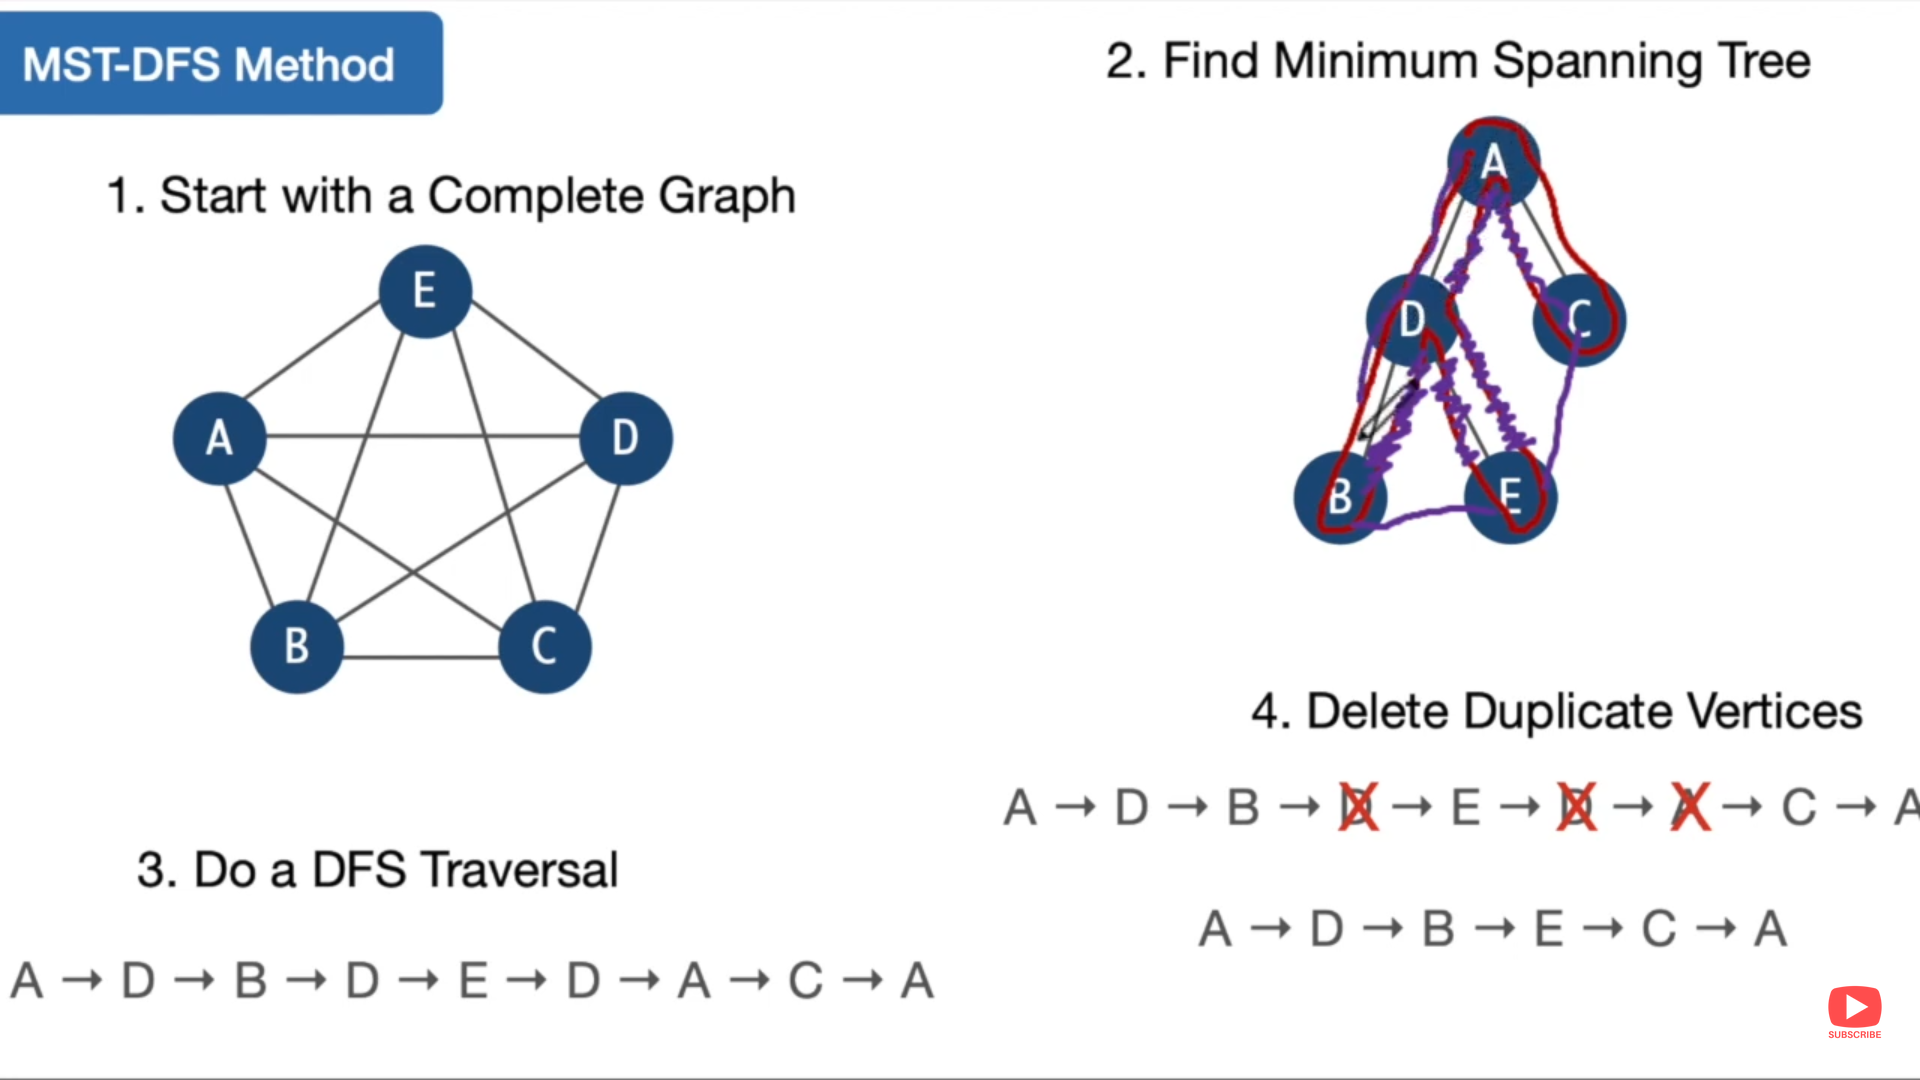 MST-DFS Method
1. Start with a Complete Graph
E
A
D
B
C
2. Find Minimum Spanning Tree
A
D
C
B
E
3. Do a DFS Traversal
A → D → B → D → E → D → A → C → A
4. Delete Duplicate Vertices
A → D → B → D → E → D → A → C → A
A → D → B → E → C → A
SUBSCRIBE